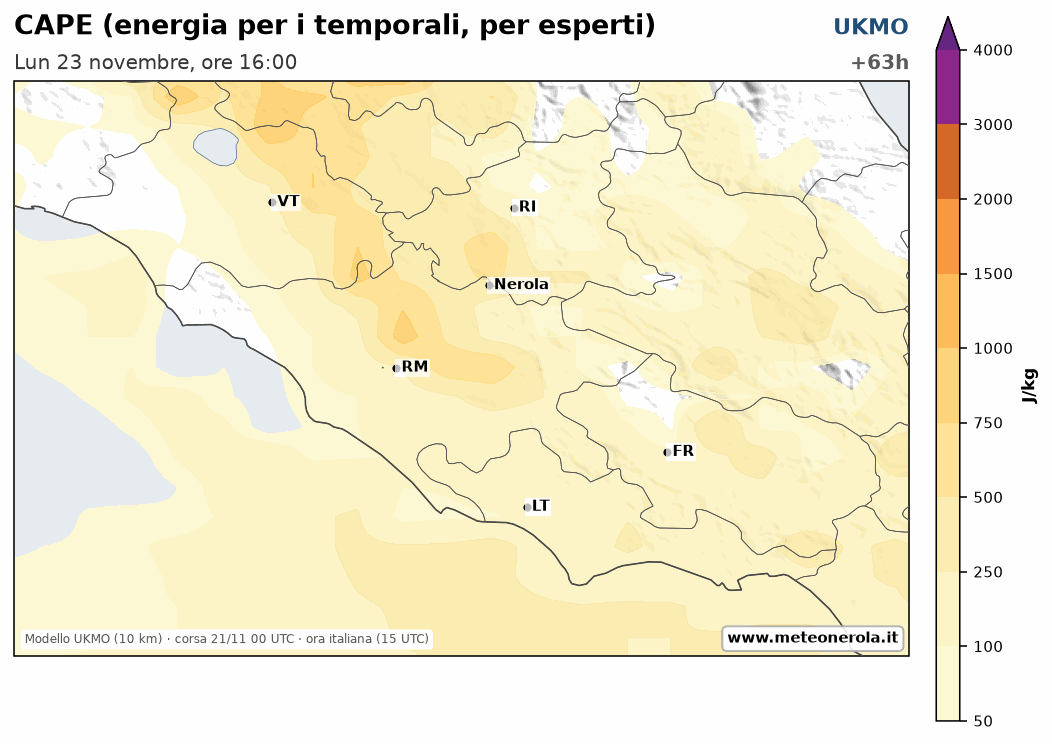 CAPE (energia per i temporali, per esperti)
UKMO
Lun 23 novembre, ore 16:00
+63h
VT
RI
Nerola
RM
FR
LT
Modello UKMO (10 km) · corsa 21/11 00 UTC · ora italiana (15 UTC)
www.meteonerola.it
4000
3000
2000
1500
1000
750
500
250
100
50
J/kg